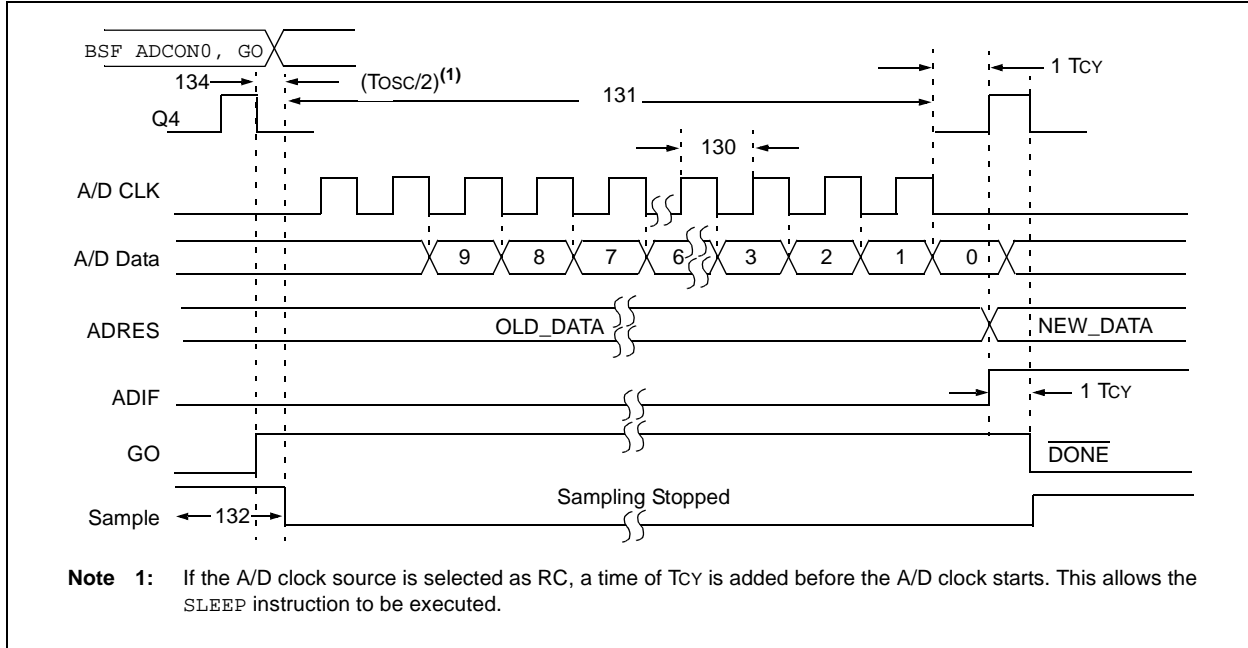 BSF ADCON0, GO
134 (TOSC/2)(1) 131 1 TCY
Q4
130
A/D CLK
A/D Data 9 8 7 6 3 2 1 0
ADRES OLD_DATA NEW_DATA
ADIF 1 TCY
GO DONE
Sampling Stopped
Sample 132
Note 1: If the A/D clock source is selected as RC, a time of TCY is added before the A/D clock starts. This allows the
SLEEP instruction to be executed.